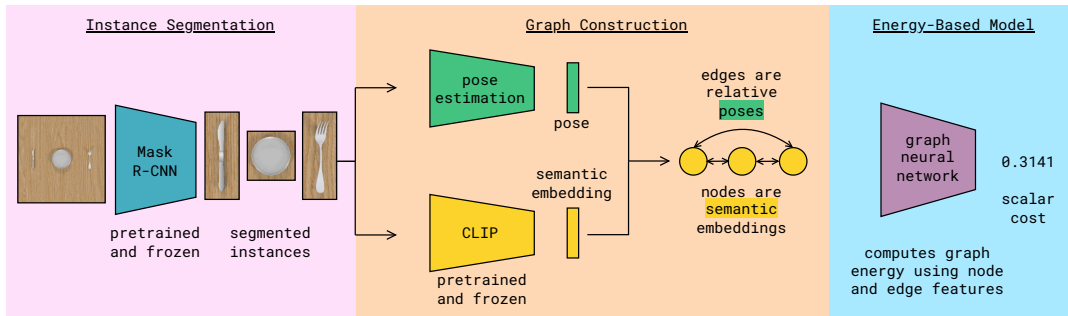 Instance Segmentation
Mask
R-CNN
pretrained
and frozen
segmented
instances
Graph Construction
pose
estimation
pose
CLIP
pretrained
and frozen
semantic
embedding
edges are
relative
poses
nodes are
semantic
embeddings
Energy-Based Model
graph
neural
network
0.3141
scalar
cost
computes graph
energy using node
and edge features